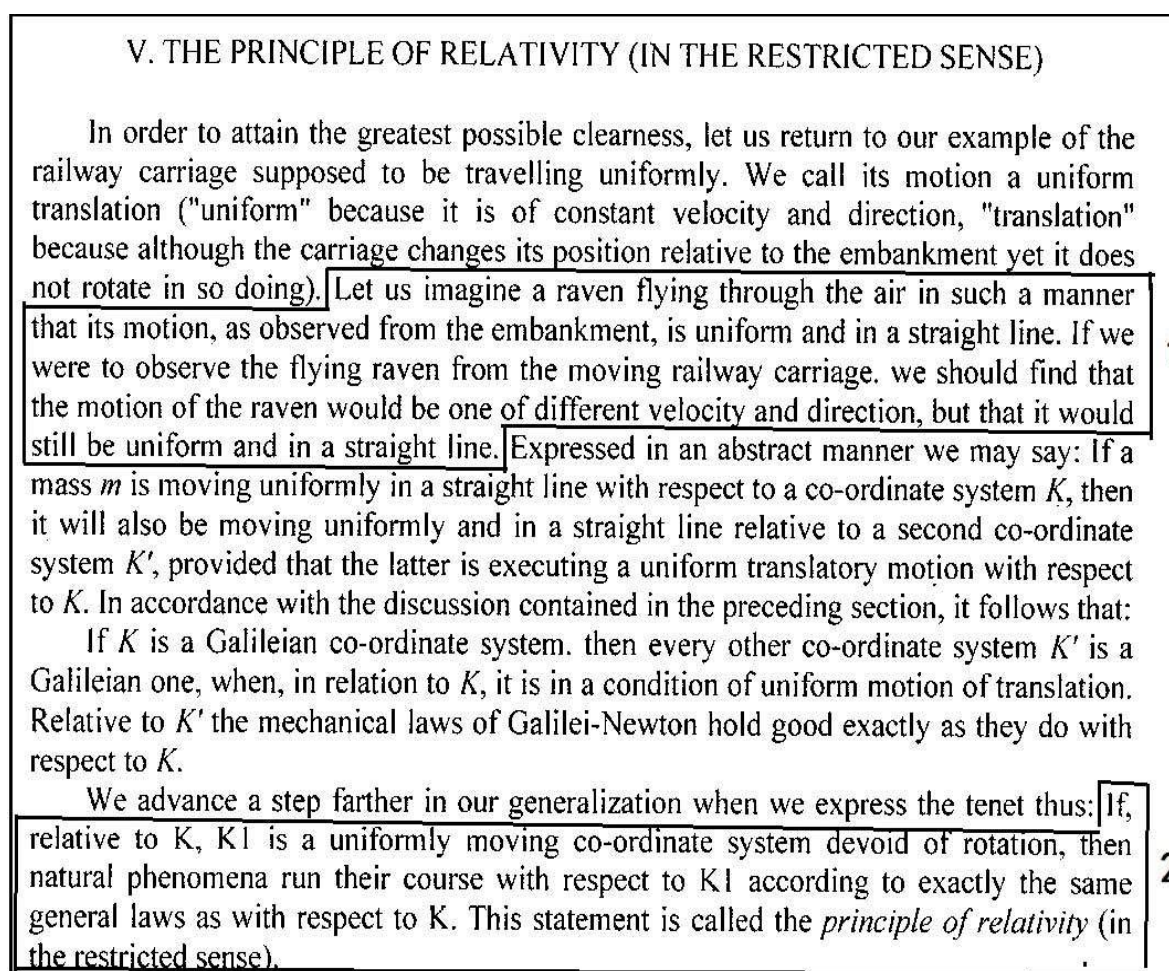 V. THE PRINCIPLE OF RELATIVITY (IN THE RESTRICTED SENSE)
In order to attain the greatest possible clearness, let us return to our example of the
railway carriage supposed to be travelling uniformly. We call its motion a uniform
translation ("uniform" because it is of constant velocity and direction, "translation"
because although the carriage changes its position relative to the embankment yet it does
not rotate in so doing). Let us imagine a raven flying through the air in such a manner
that its motion, as observed from the embankment, is uniform and in a straight line. If we
were to observe the flying raven from the moving railway carriage. we should find that
the motion of the raven would be one of different velocity and direction, but that it would
still be uniform and in a straight line. Expressed in an abstract manner we may say: If a
mass m is moving uniformly in a straight line with respect to a co-ordinate system K, then
it will also be moving uniformly and in a straight line relative to a second co-ordinate
system K', provided that the latter is executing a uniform translatory motion with respect
to K. In accordance with the discussion contained in the preceding section, it follows that:
If K is a Galileian co-ordinate system. then every other co-ordinate system K' is a
Galileian one, when, in relation to K, it is in a condition of uniform motion of translation.
Relative to K' the mechanical laws of Galilei-Newton hold good exactly as they do with
respect to K.
We advance a step farther in our generalization when we express the tenet thus: If,
relative to K, K1 is a uniformly moving co-ordinate system devoid of rotation, then
natural phenomena run their course with respect to K1 according to exactly the same
general laws as with respect to K. This statement is called the principle of relativity (in
the restricted sense).
2